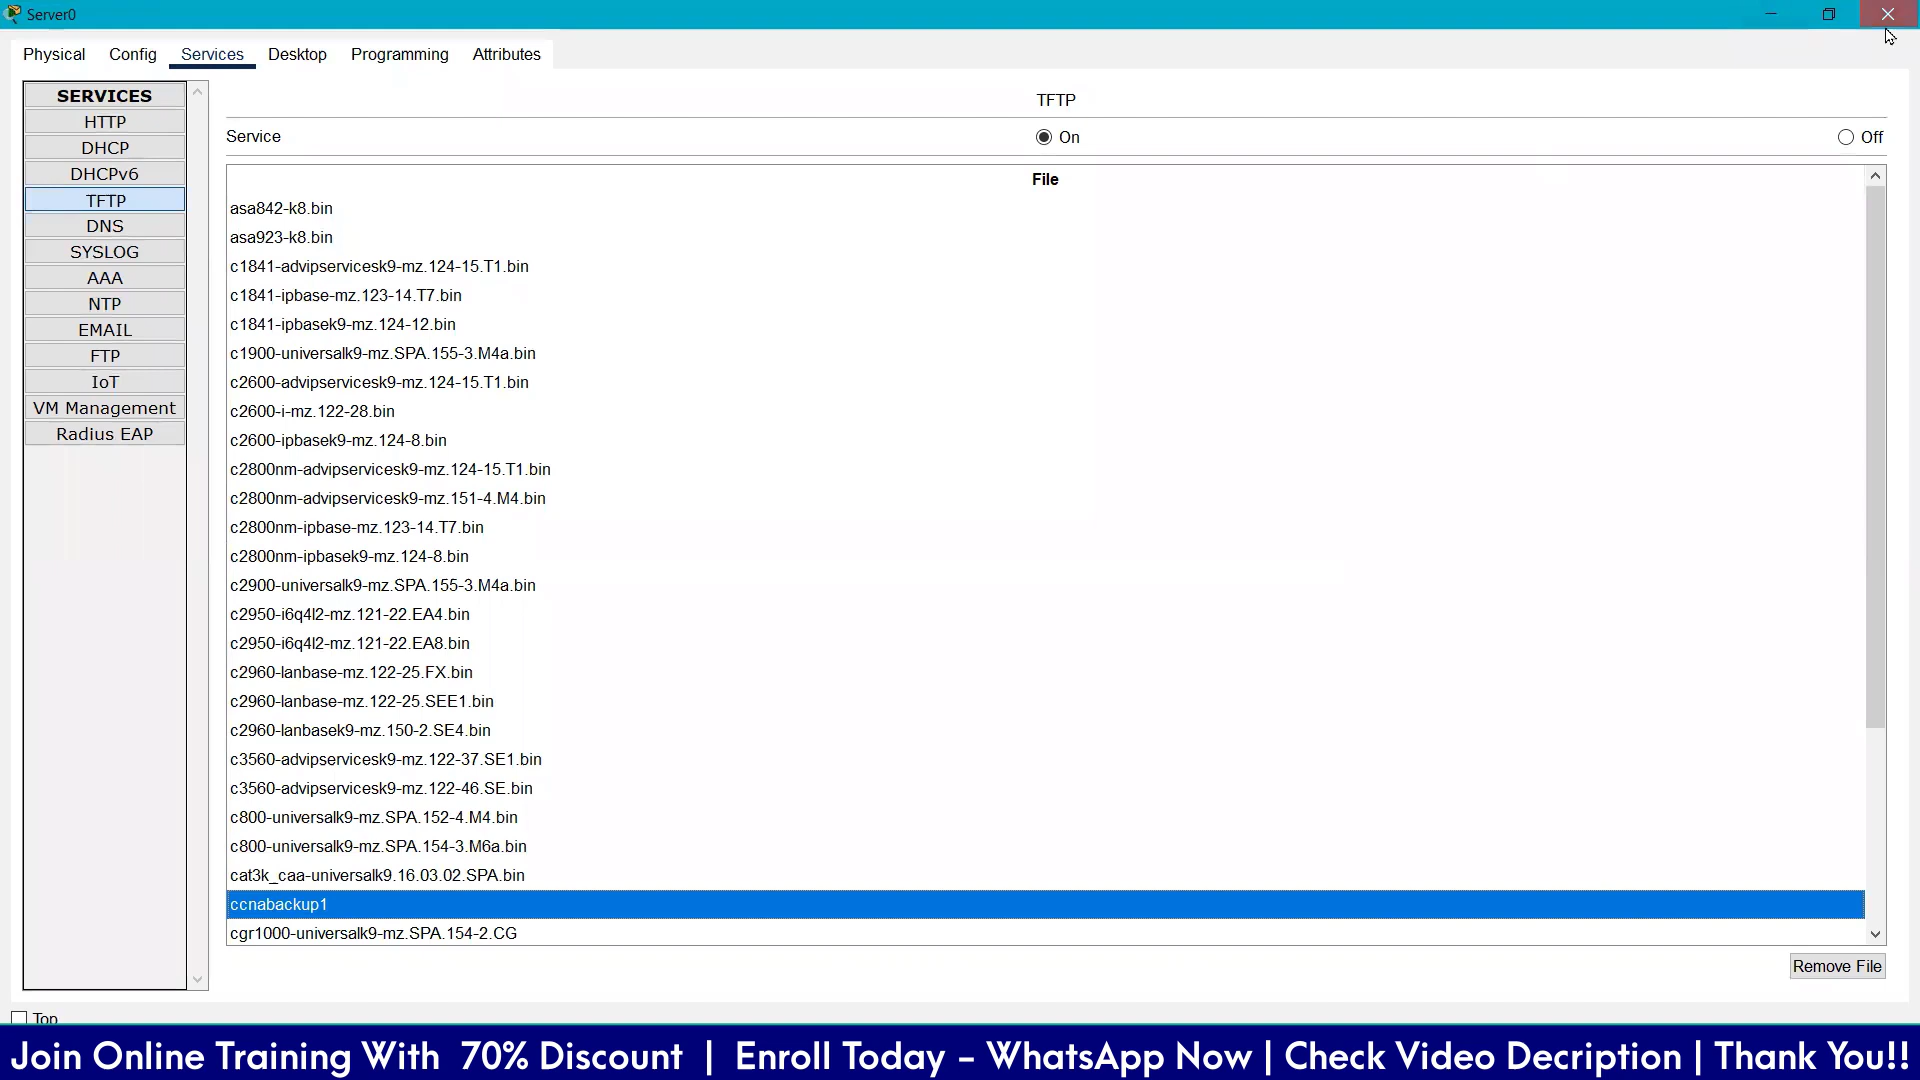 Server0
Physical Config Services Desktop Programming Attributes
SERVICES
HTTP
DHCP
DHCPv6
TFTP
DNS
SYSLOG
AAA
NTP
EMAIL
FTP
IoT
VM Management
Radius EAP
TFTP
Service On Off
File
asa842-k8.bin
asa923-k8.bin
c1841-advipservicesk9-mz.124-15.T1.bin
c1841-ipbase-mz.123-14.T7.bin
c1841-ipbasek9-mz.124-12.bin
c1900-universalk9-mz.SPA.155-3.M4a.bin
c2600-advipservicesk9-mz.124-15.T1.bin
c2600-i-mz.122-28.bin
c2600-ipbasek9-mz.124-8.bin
c2800nm-advipservicesk9-mz.124-15.T1.bin
c2800nm-advipservicesk9-mz.151-4.M4.bin
c2800nm-ipbase-mz.123-14.T7.bin
c2800nm-ipbasek9-mz.124-8.bin
c2900-universalk9-mz.SPA.155-3.M4a.bin
c2950-i6q4l2-mz.121-22.EA4.bin
c2950-i6q4l2-mz.121-22.EA8.bin
c2960-lanbase-mz.122-25.FX.bin
c2960-lanbase-mz.122-25.SEE1.bin
c2960-lanbasek9-mz.150-2.SE4.bin
c3560-advipservicesk9-mz.122-37.SE1.bin
c3560-advipservicesk9-mz.122-46.SE.bin
c800-universalk9-mz.SPA.152-4.M4.bin
c800-universalk9-mz.SPA.154-3.M6a.bin
cat3k_caa-universalk9.16.03.02.SPA.bin
ccnabackup1
cgr1000-universalk9-mz.SPA.154-2.CG
Remove File
Top
Join Online Training With 70% Discount | Enroll Today – WhatsApp Now | Check Video Decription | Thank You!!